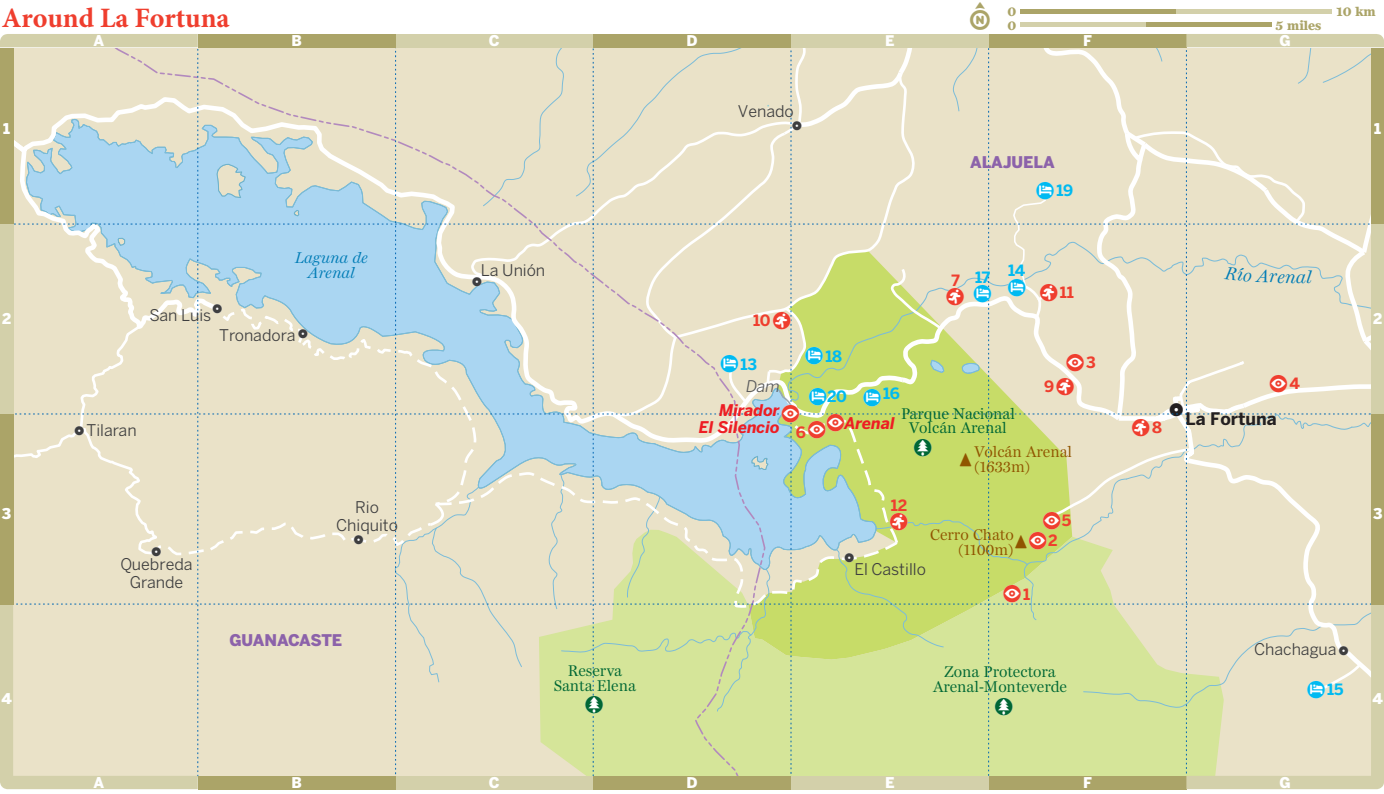 Around La Fortuna
N
0 10 km
0 5 miles
A B C D E F G
1 1
Venado
ALAJUELA
19
Laguna de
Arenal
La Unión
7
17
14
11
Río Arenal
San Luis
Tronadora
2 2
10
13
18
3
9
4
Dam
20
16
Mirador
El Silencio
6
Arenal
Parque Nacional
Volcán Arenal
La Fortuna
8
Tilaran
Volcán Arenal
(1633m)
3 3
Rio
Chiquito
12
5
Cerro Chato
(1100m)
2
Quebreda
Grande
El Castillo
1
GUANACASTE
Chachagua
Reserva
Santa Elena
Zona Protectora
Arenal-Monteverde
15
4 4
A B C D E F G